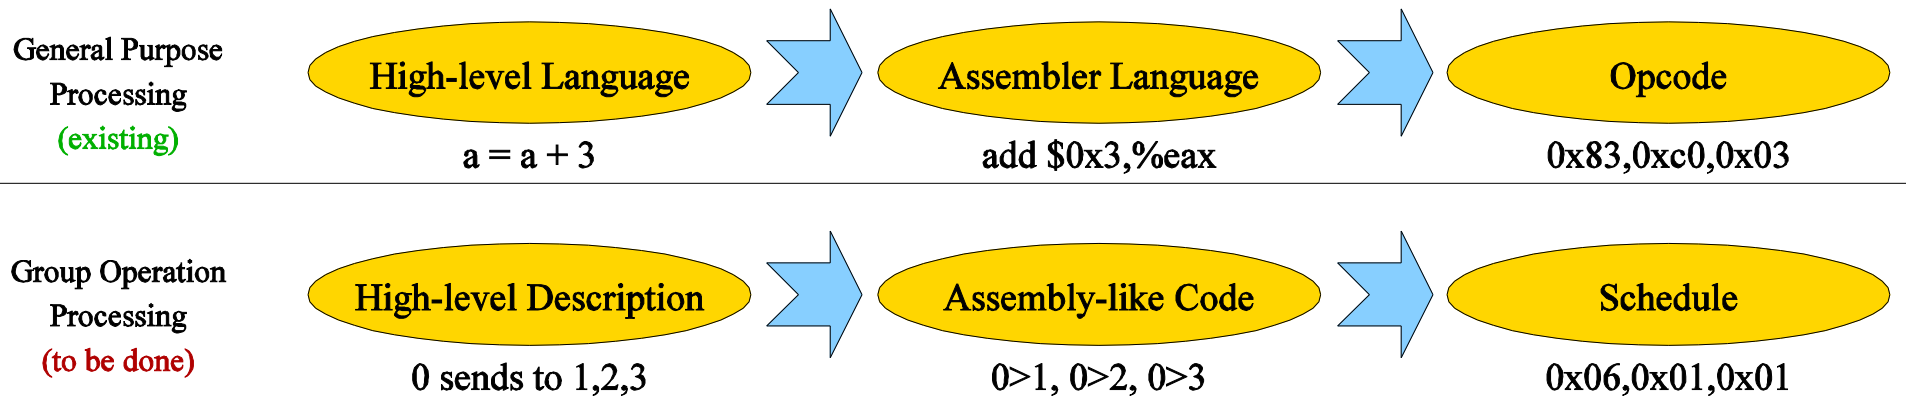 General Purpose
Processing
(existing)
High-level Language
Assembler Language
Opcode
a = a + 3
add $0x3,%eax
0x83,0xc0,0x03
Group Operation
Processing
(to be done)
High-level Description
Assembly-like Code
Schedule
0 sends to 1,2,3
0>1, 0>2, 0>3
0x06,0x01,0x01